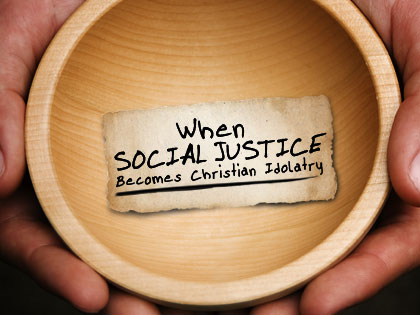 When
SOCIAL JUSTICE
Becomes Christian Idolatry